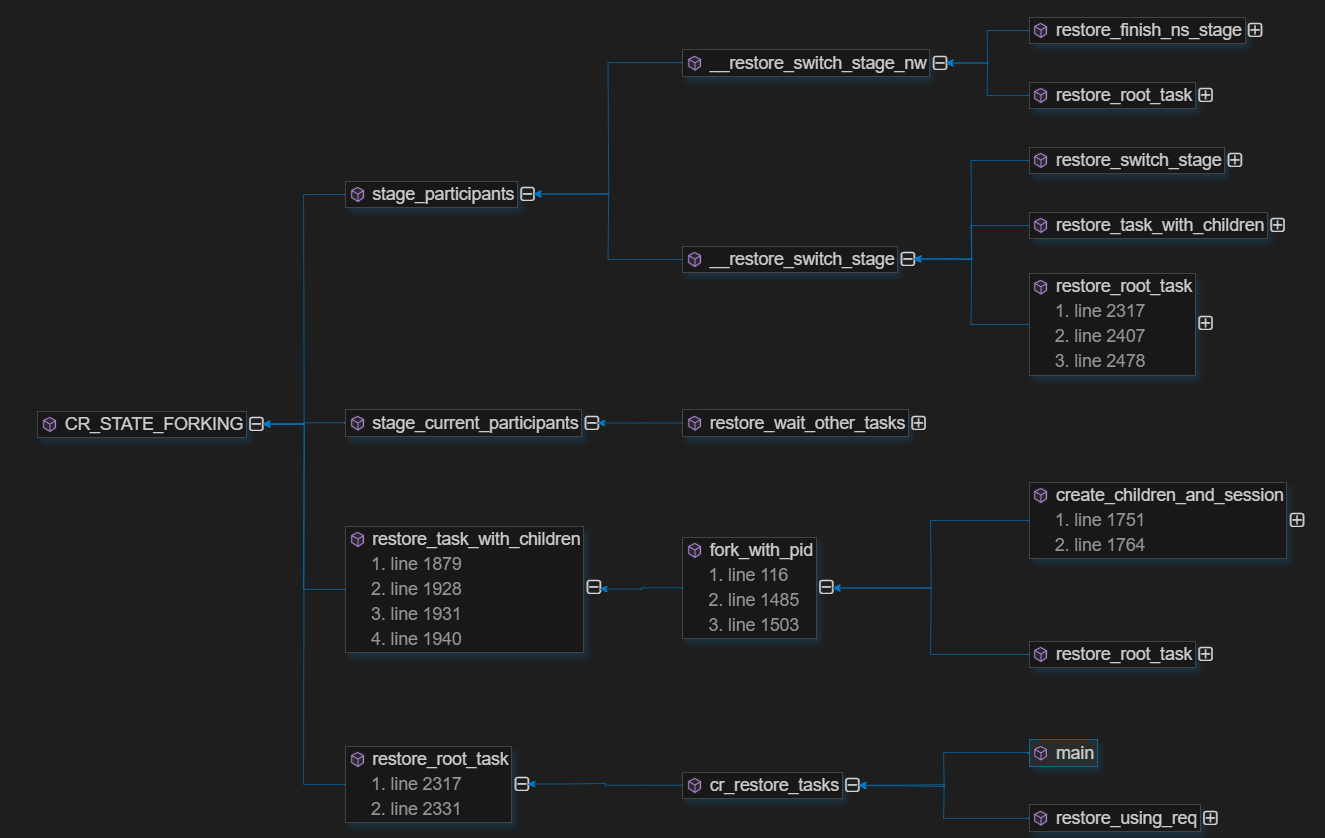 restore_finish_ns_stage
__restore_switch_stage_nw
restore_root_task
restore_switch_stage
stage_participants
restore_task_with_children
__restore_switch_stage
restore_root_task
1. line 2317
2. line 2407
3. line 2478
CR_STATE_FORKING
stage_current_participants
restore_wait_other_tasks
create_children_and_session
1. line 1751
2. line 1764
restore_task_with_children
1. line 1879
2. line 1928
3. line 1931
4. line 1940
fork_with_pid
1. line 116
2. line 1485
3. line 1503
restore_root_task
restore_root_task
1. line 2317
2. line 2331
cr_restore_tasks
main
restore_using_req